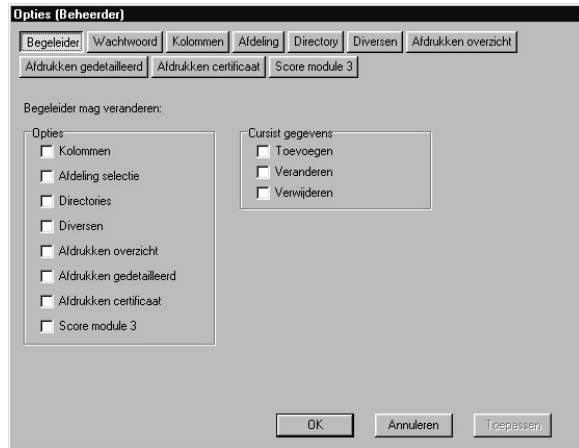 Opties (Beheerder)
Begeleider Wachtwoord Kolommen Afdeling Directory Diversen Afdrukken overzicht
Afdrukken gedetailleerd Afdrukken certificaat Score module 3
Begeleider mag veranderen:
Opties
Kolommen
Afdeling selectie
Directories
Diversen
Afdrukken overzicht
Afdrukken gedetailleerd
Afdrukken certificaat
Score module 3
Cursist gegevens
Toevoegen
Veranderen
Verwijderen
OK Annuleren Toepassen